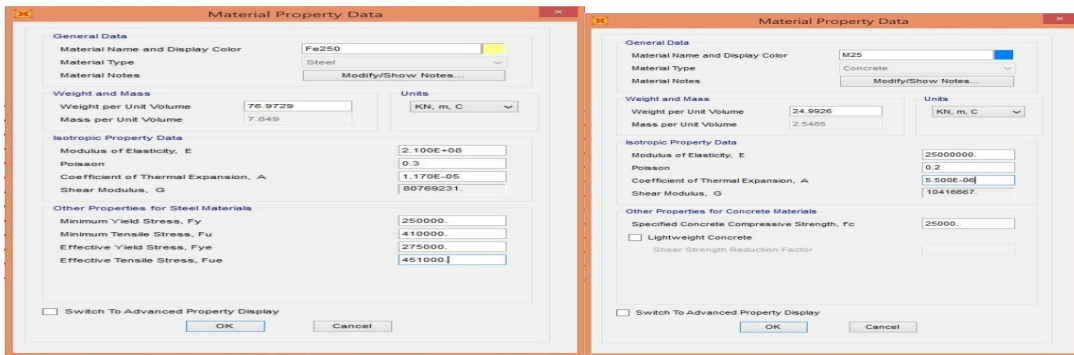 Material Property Data
General Data
Material Name and Display Color Fe250
Material Type Steel
Material Notes Modify/Show Notes...
Weight and Mass
Weight per Unit Volume 76.9729
Mass per Unit Volume 7.849
Units
KN, m, C
Isotropic Property Data
Modulus of Elasticity, E 2.100E+08
Poisson 0.3
Coefficient of Thermal Expansion, A 1.170E-05
Shear Modulus, G 80769231.
Other Properties for Steel Materials
Minimum Yield Stress, Fy 250000.
Minimum Tensile Stress, Fu 410000.
Effective Yield Stress, Fye 275000.
Effective Tensile Stress, Fue 451000.
Switch To Advanced Property Display
OK Cancel
Material Property Data
General Data
Material Name and Display Color M25
Material Type Concrete
Material Notes Modify/Show Notes...
Weight and Mass
Weight per Unit Volume 24.9926
Mass per Unit Volume 2.5485
Units
KN, m, C
Isotropic Property Data
Modulus of Elasticity, E 25000000.
Poisson 0.2
Coefficient of Thermal Expansion, A 5.500E-06
Shear Modulus, G 10416667.
Other Properties for Concrete Materials
Specified Concrete Compressive Strength, f'c 25000.
Lightweight Concrete
Shear Strength Reduction Factor
Switch To Advanced Property Display
OK Cancel